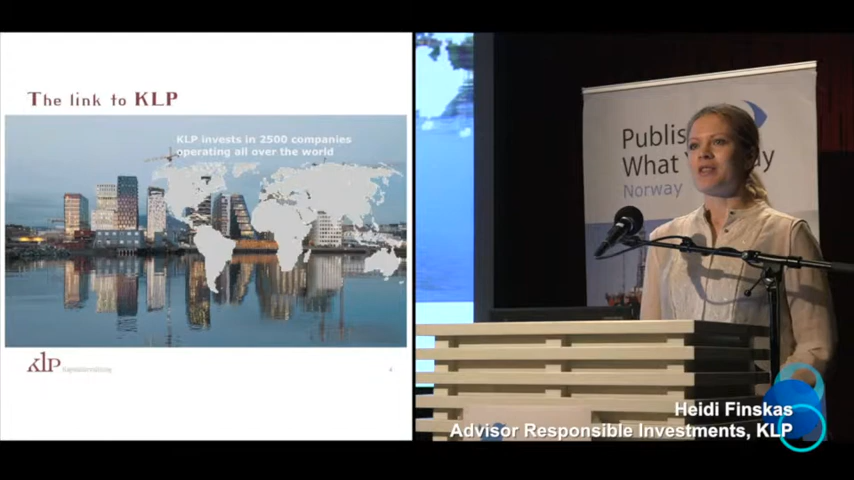 The link to KLP
KLP invests in 2500 companies
operating all over the world
KLP
Publis
What
ay
Norway
Heidi Finskas
Advisor Responsible Investments, KLP